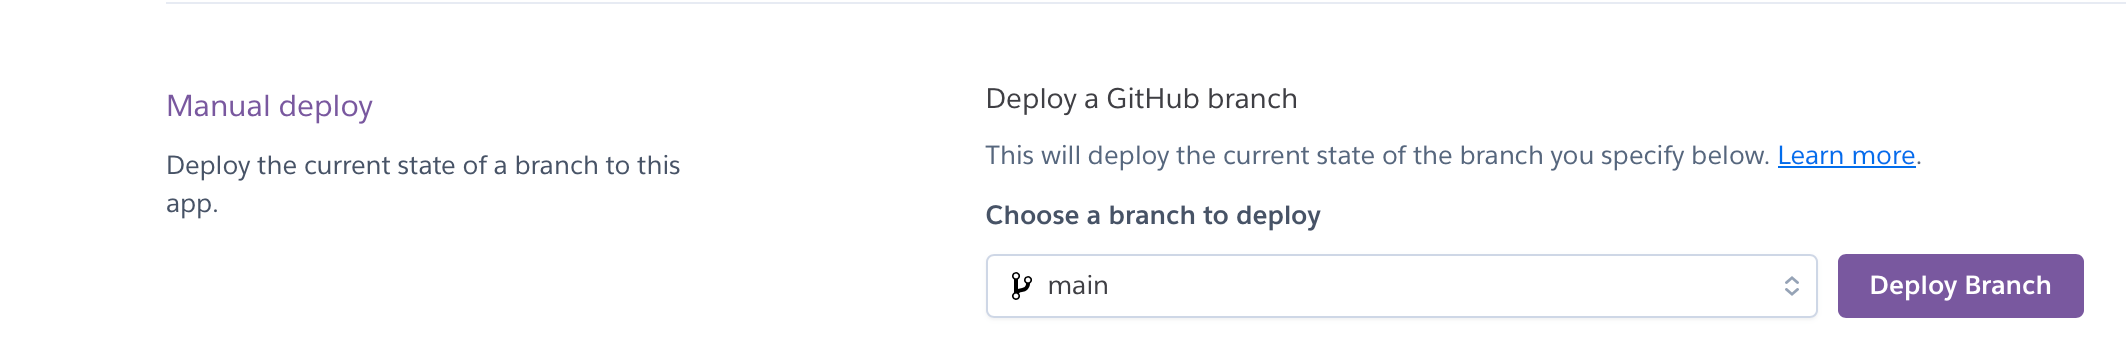 Manual deploy
Deploy the current state of a branch to this
app.
Deploy a GitHub branch
This will deploy the current state of the branch you specify below. Learn more.
Choose a branch to deploy
main
Deploy Branch